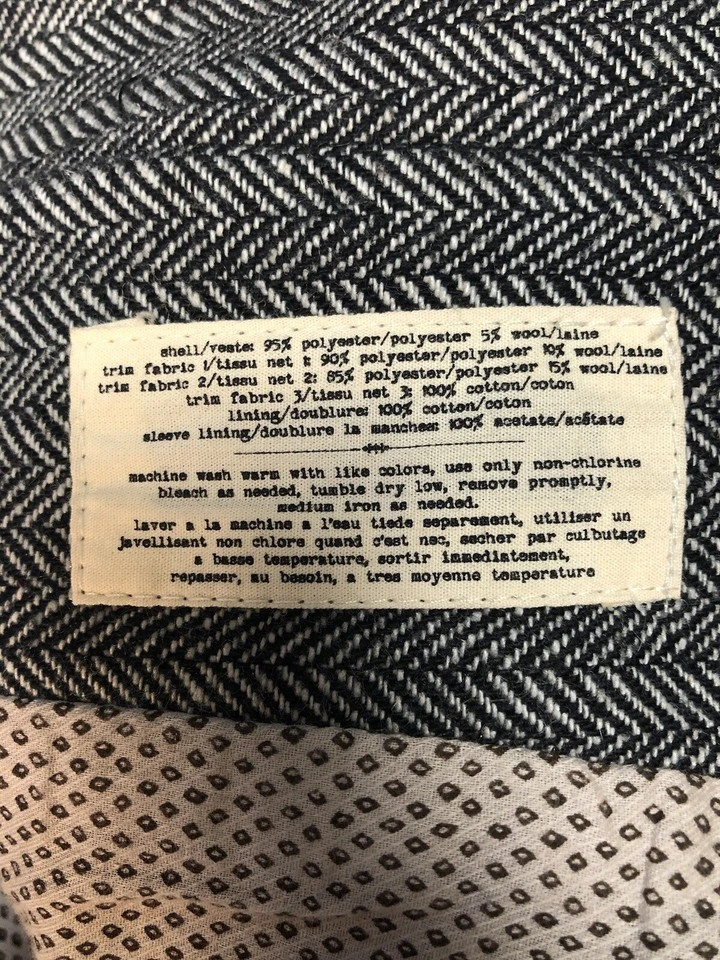 shell/veste: 95% polyester/polyester 5% wool/laine
trim fabric 1/tissu net 1: 90% polyester/polyester 10% wool/laine
trim fabric 2/tissu net 2: 85% polyester/polyester 15% wool/laine
trim fabric 3/tissu net 3: 100% cotton/coton
lining/doublure: 100% cotton/coton
sleeve lining/doublure la manches: 100% acetate/acétate
machine wash warm with like colors, use only non-chlorine
bleach as needed, tumble dry low, remove promptly,
medium iron as needed.
laver a la machine a l'eau tiede separement, utiliser un
javellisant non chlore quand c'est nec, secher par culbutage
a basse temperature, sortir immediatement,
repasser, au besoin, a tres moyenne temperature